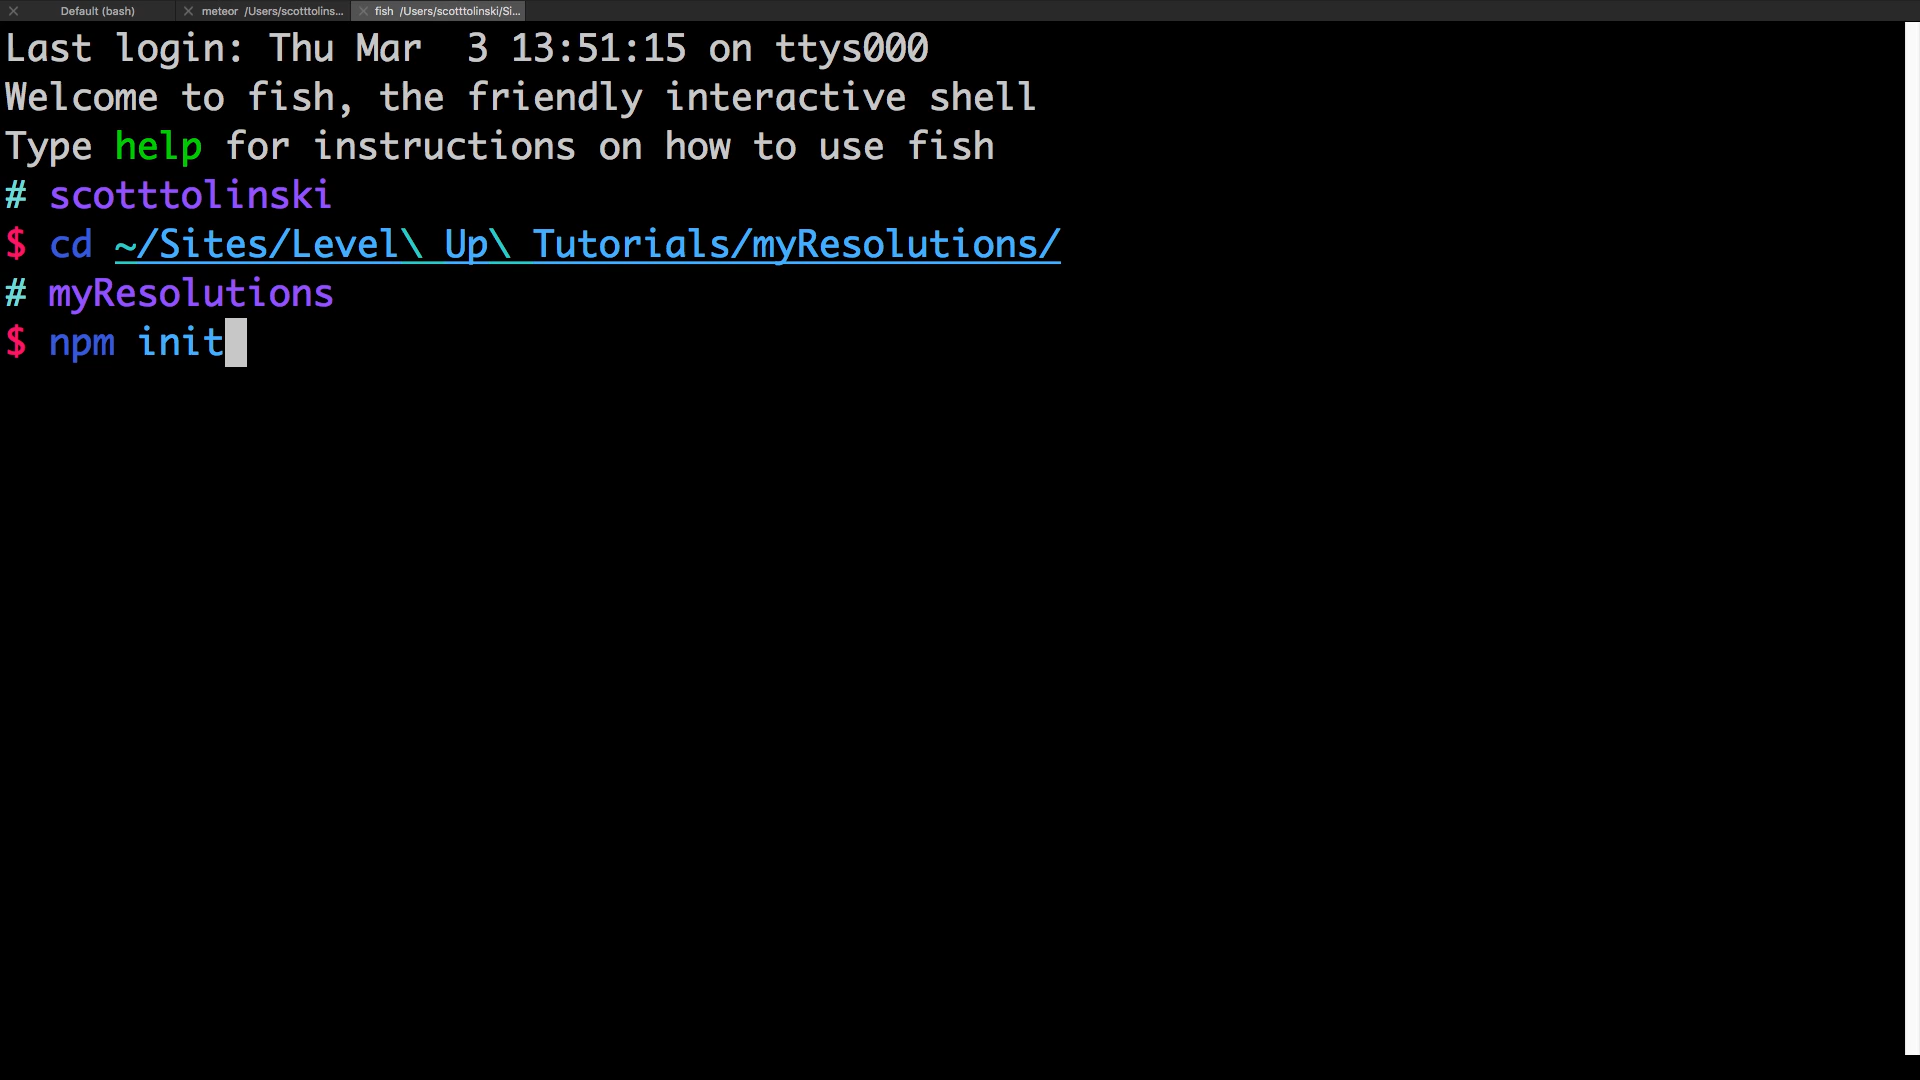 Default (bash)
meteor /Users/scotttolins...
fish /Users/scotttolinski/Si...
Last login: Thu Mar  3 13:51:15 on ttys000
Welcome to fish, the friendly interactive shell
Type help for instructions on how to use fish
# scotttolinski
$ cd ~/Sites/Level\ Up\ Tutorials/myResolutions/
# myResolutions
$ npm init